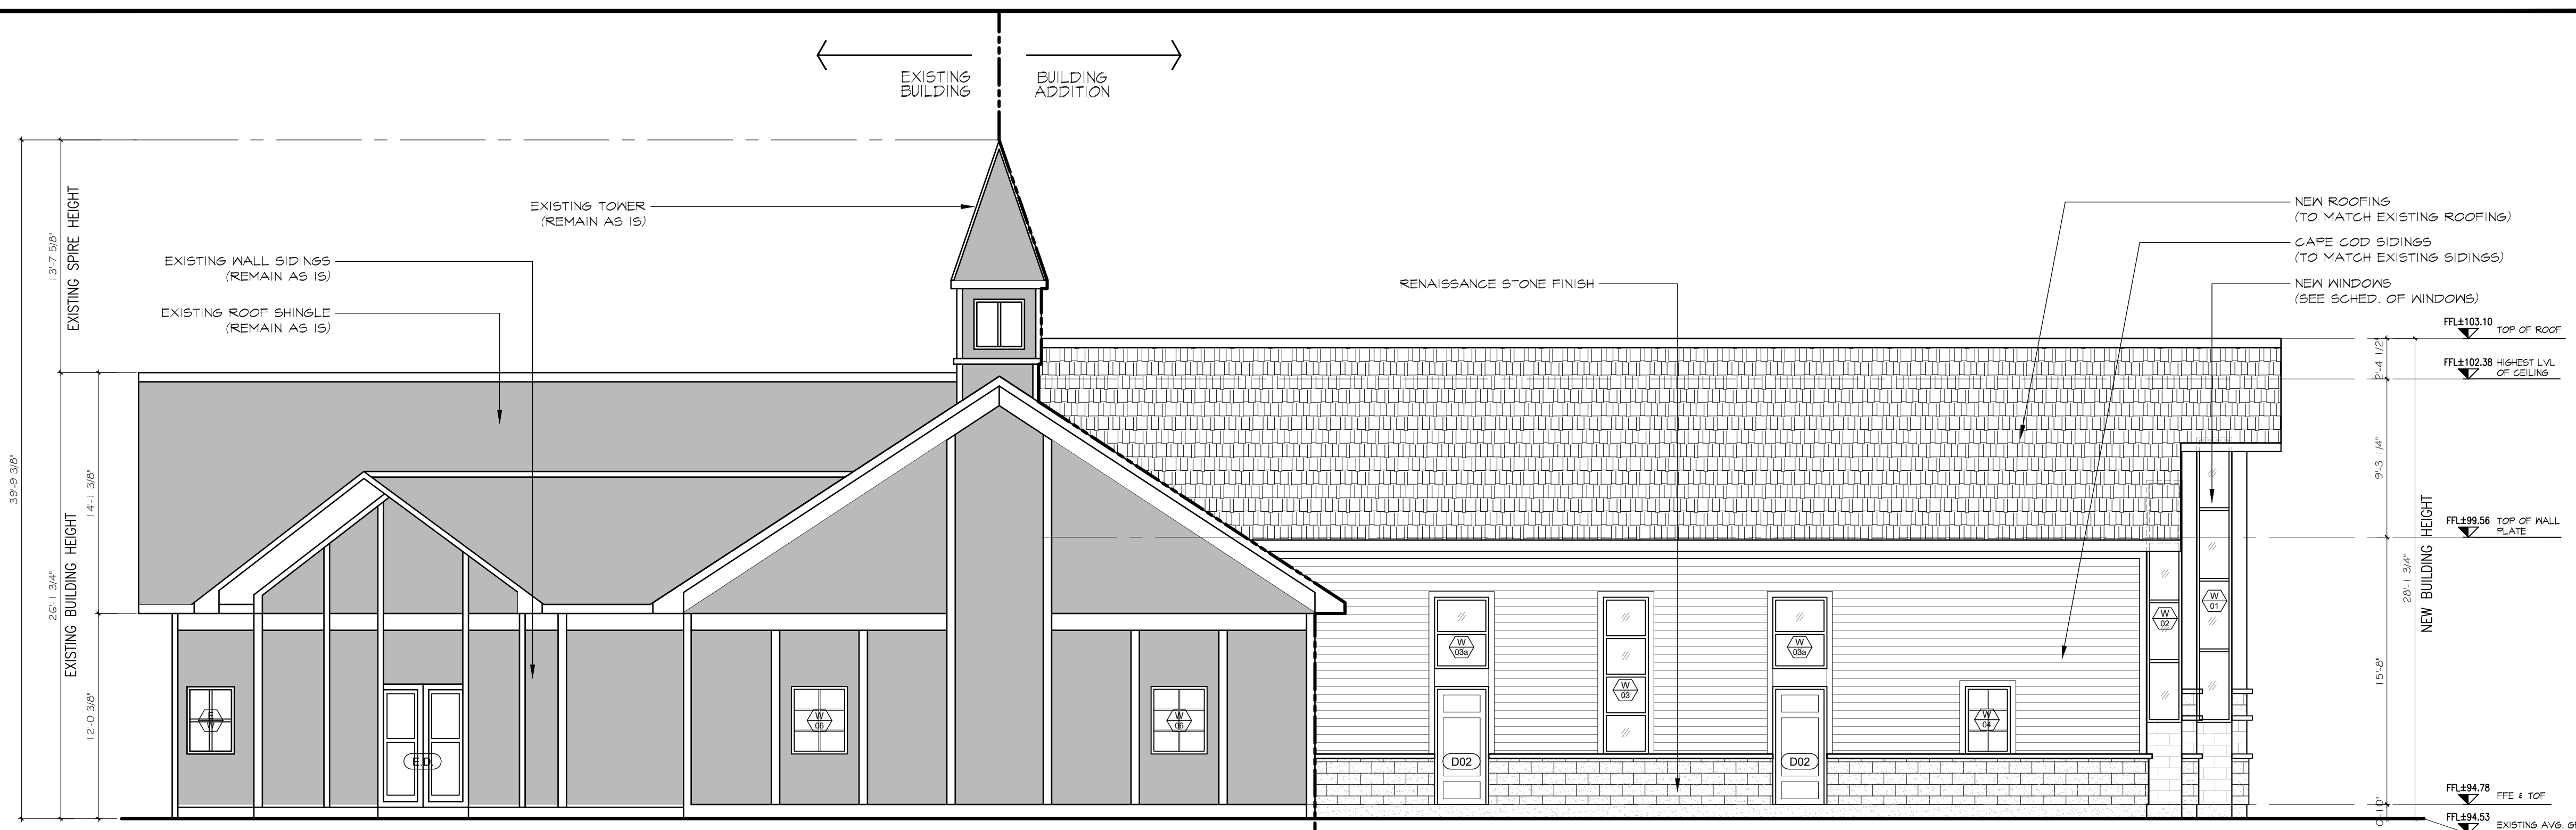 EXISTING
BUILDING
BUILDING
ADDITION
39'-9 3/8"
13'-7 5/8"
EXISTING SPIRE HEIGHT
26'-1 3/4"
EXISTING BUILDING HEIGHT
14'-1 3/8"
12'-0 3/8"
EXISTING TOWER
(REMAIN AS IS)
EXISTING WALL SIDINGS
(REMAIN AS IS)
EXISTING ROOF SHINGLE
(REMAIN AS IS)
RENAISSANCE STONE FINISH
NEW ROOFING
(TO MATCH EXISTING ROOFING)
CAPE COD SIDINGS
(TO MATCH EXISTING SIDINGS)
NEW WINDOWS
(SEE SCHED. OF WINDOWS)
E.D.
W
06
W
06
W
03a
D02
W
03
W
03a
D02
W
04
W
02
W
01
2'-4 1/2"
9'-3 1/4"
15'-8"
28'-1 3/4"
NEW BUILDING HEIGHT
FFL±103.10 TOP OF ROOF
FFL±102.38 HIGHEST LVL
OF CEILING
FFL±99.56 TOP OF WALL
PLATE
FFL±94.78 FFE & TOF
FFL±94.53 EXISTING AVG.